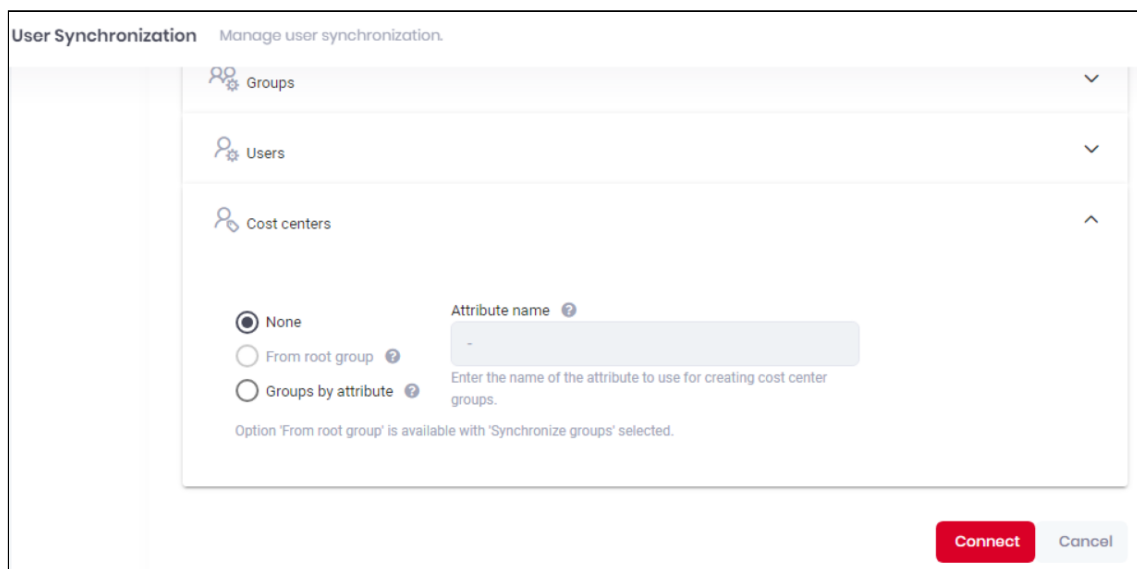 User Synchronization Manage user synchronization.
Groups
Users
Cost centers
None
From root group
Groups by attribute
Attribute name
-
Enter the name of the attribute to use for creating cost center
groups.
Option 'From root group' is available with 'Synchronize groups' selected.
Connect Cancel